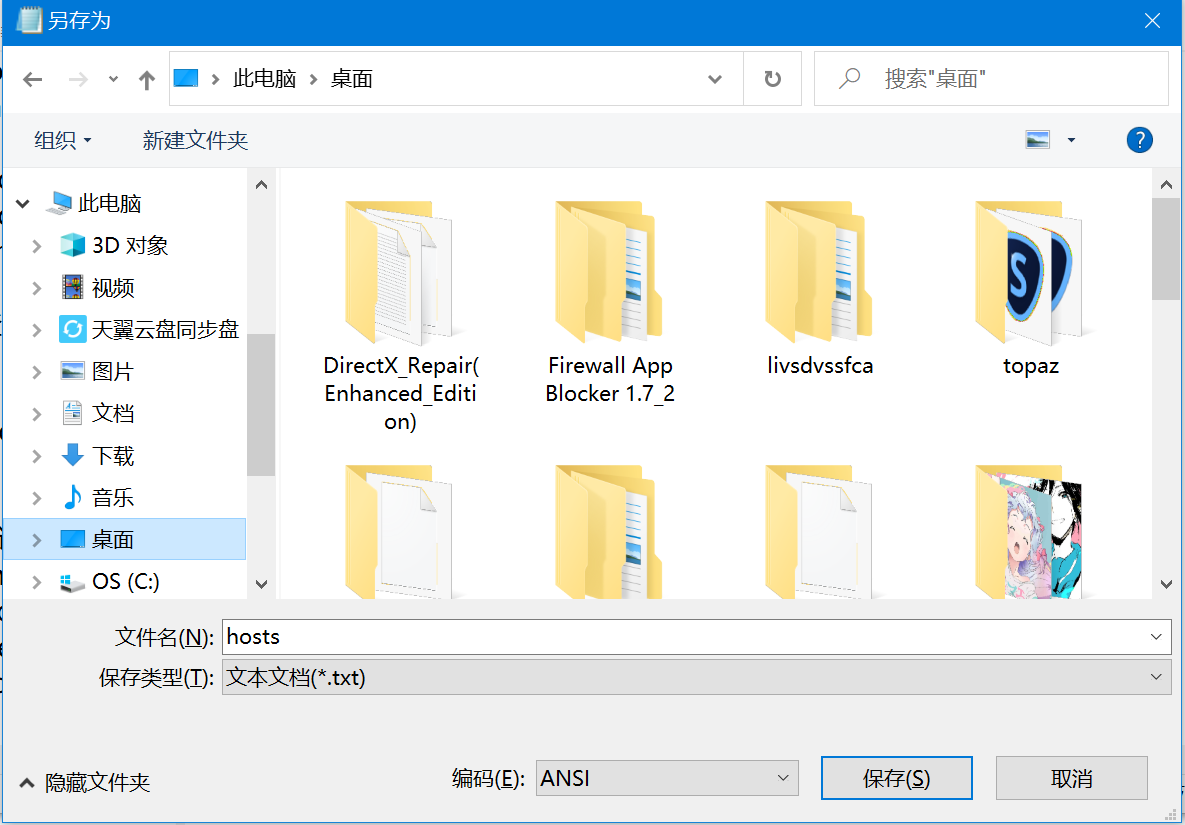 另存为
此电脑 › 桌面
搜索"桌面"
组织
新建文件夹
此电脑
3D 对象
视频
天翼云盘同步盘
图片
文档
下载
音乐
桌面
OS (C:)
DirectX_Repair(
Enhanced_Editi
on)
Firewall App
Blocker 1.7_2
livsdvssfca
topaz
文件名(N):
hosts
保存类型(T):
文本文档(*.txt)
隐藏文件夹
编码(E):
ANSI
保存(S)
取消